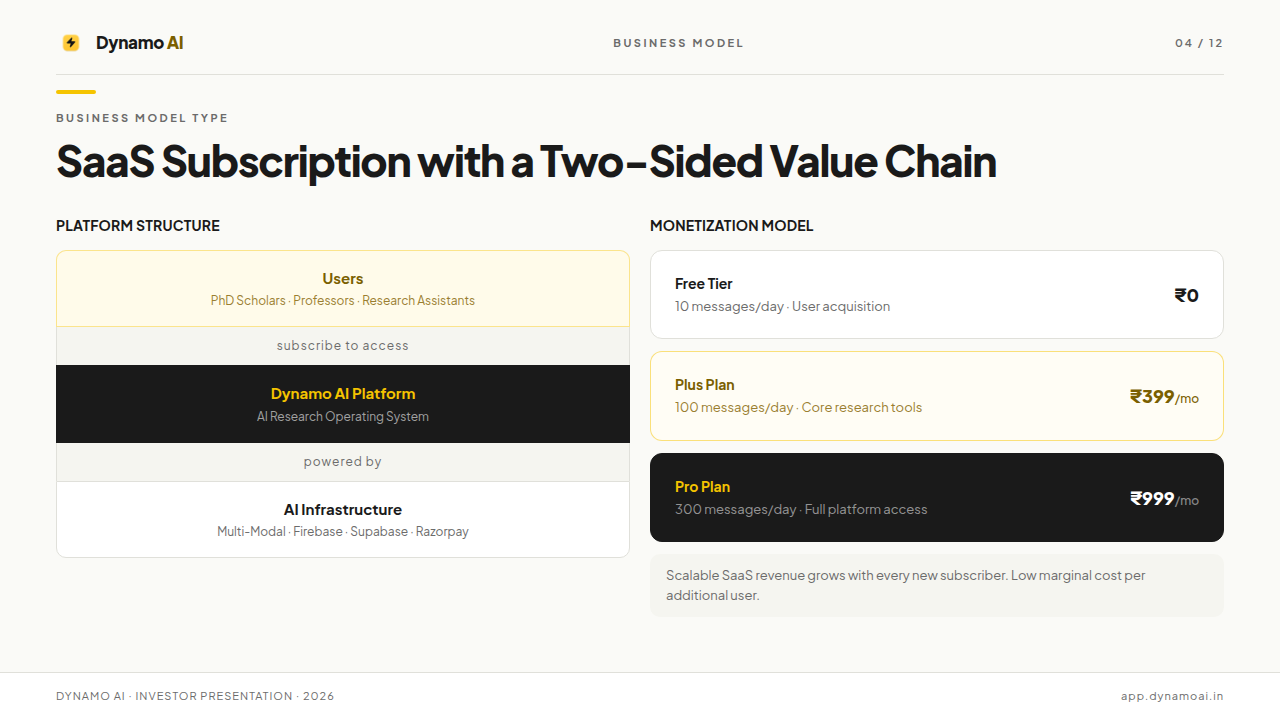 Dynamo AI
BUSINESS MODEL
04 / 12
BUSINESS MODEL TYPE
SaaS Subscription with a Two-Sided Value Chain
PLATFORM STRUCTURE
Users
PhD Scholars · Professors · Research Assistants
subscribe to access
Dynamo AI Platform
AI Research Operating System
powered by
AI Infrastructure
Multi-Modal · Firebase · Supabase · Razorpay
MONETIZATION MODEL
Free Tier
10 messages/day · User acquisition
₹0
Plus Plan
100 messages/day · Core research tools
₹399/mo
Pro Plan
300 messages/day · Full platform access
₹999/mo
Scalable SaaS revenue grows with every new subscriber. Low marginal cost per
additional user.
DYNAMO AI · INVESTOR PRESENTATION · 2026
app.dynamoai.in